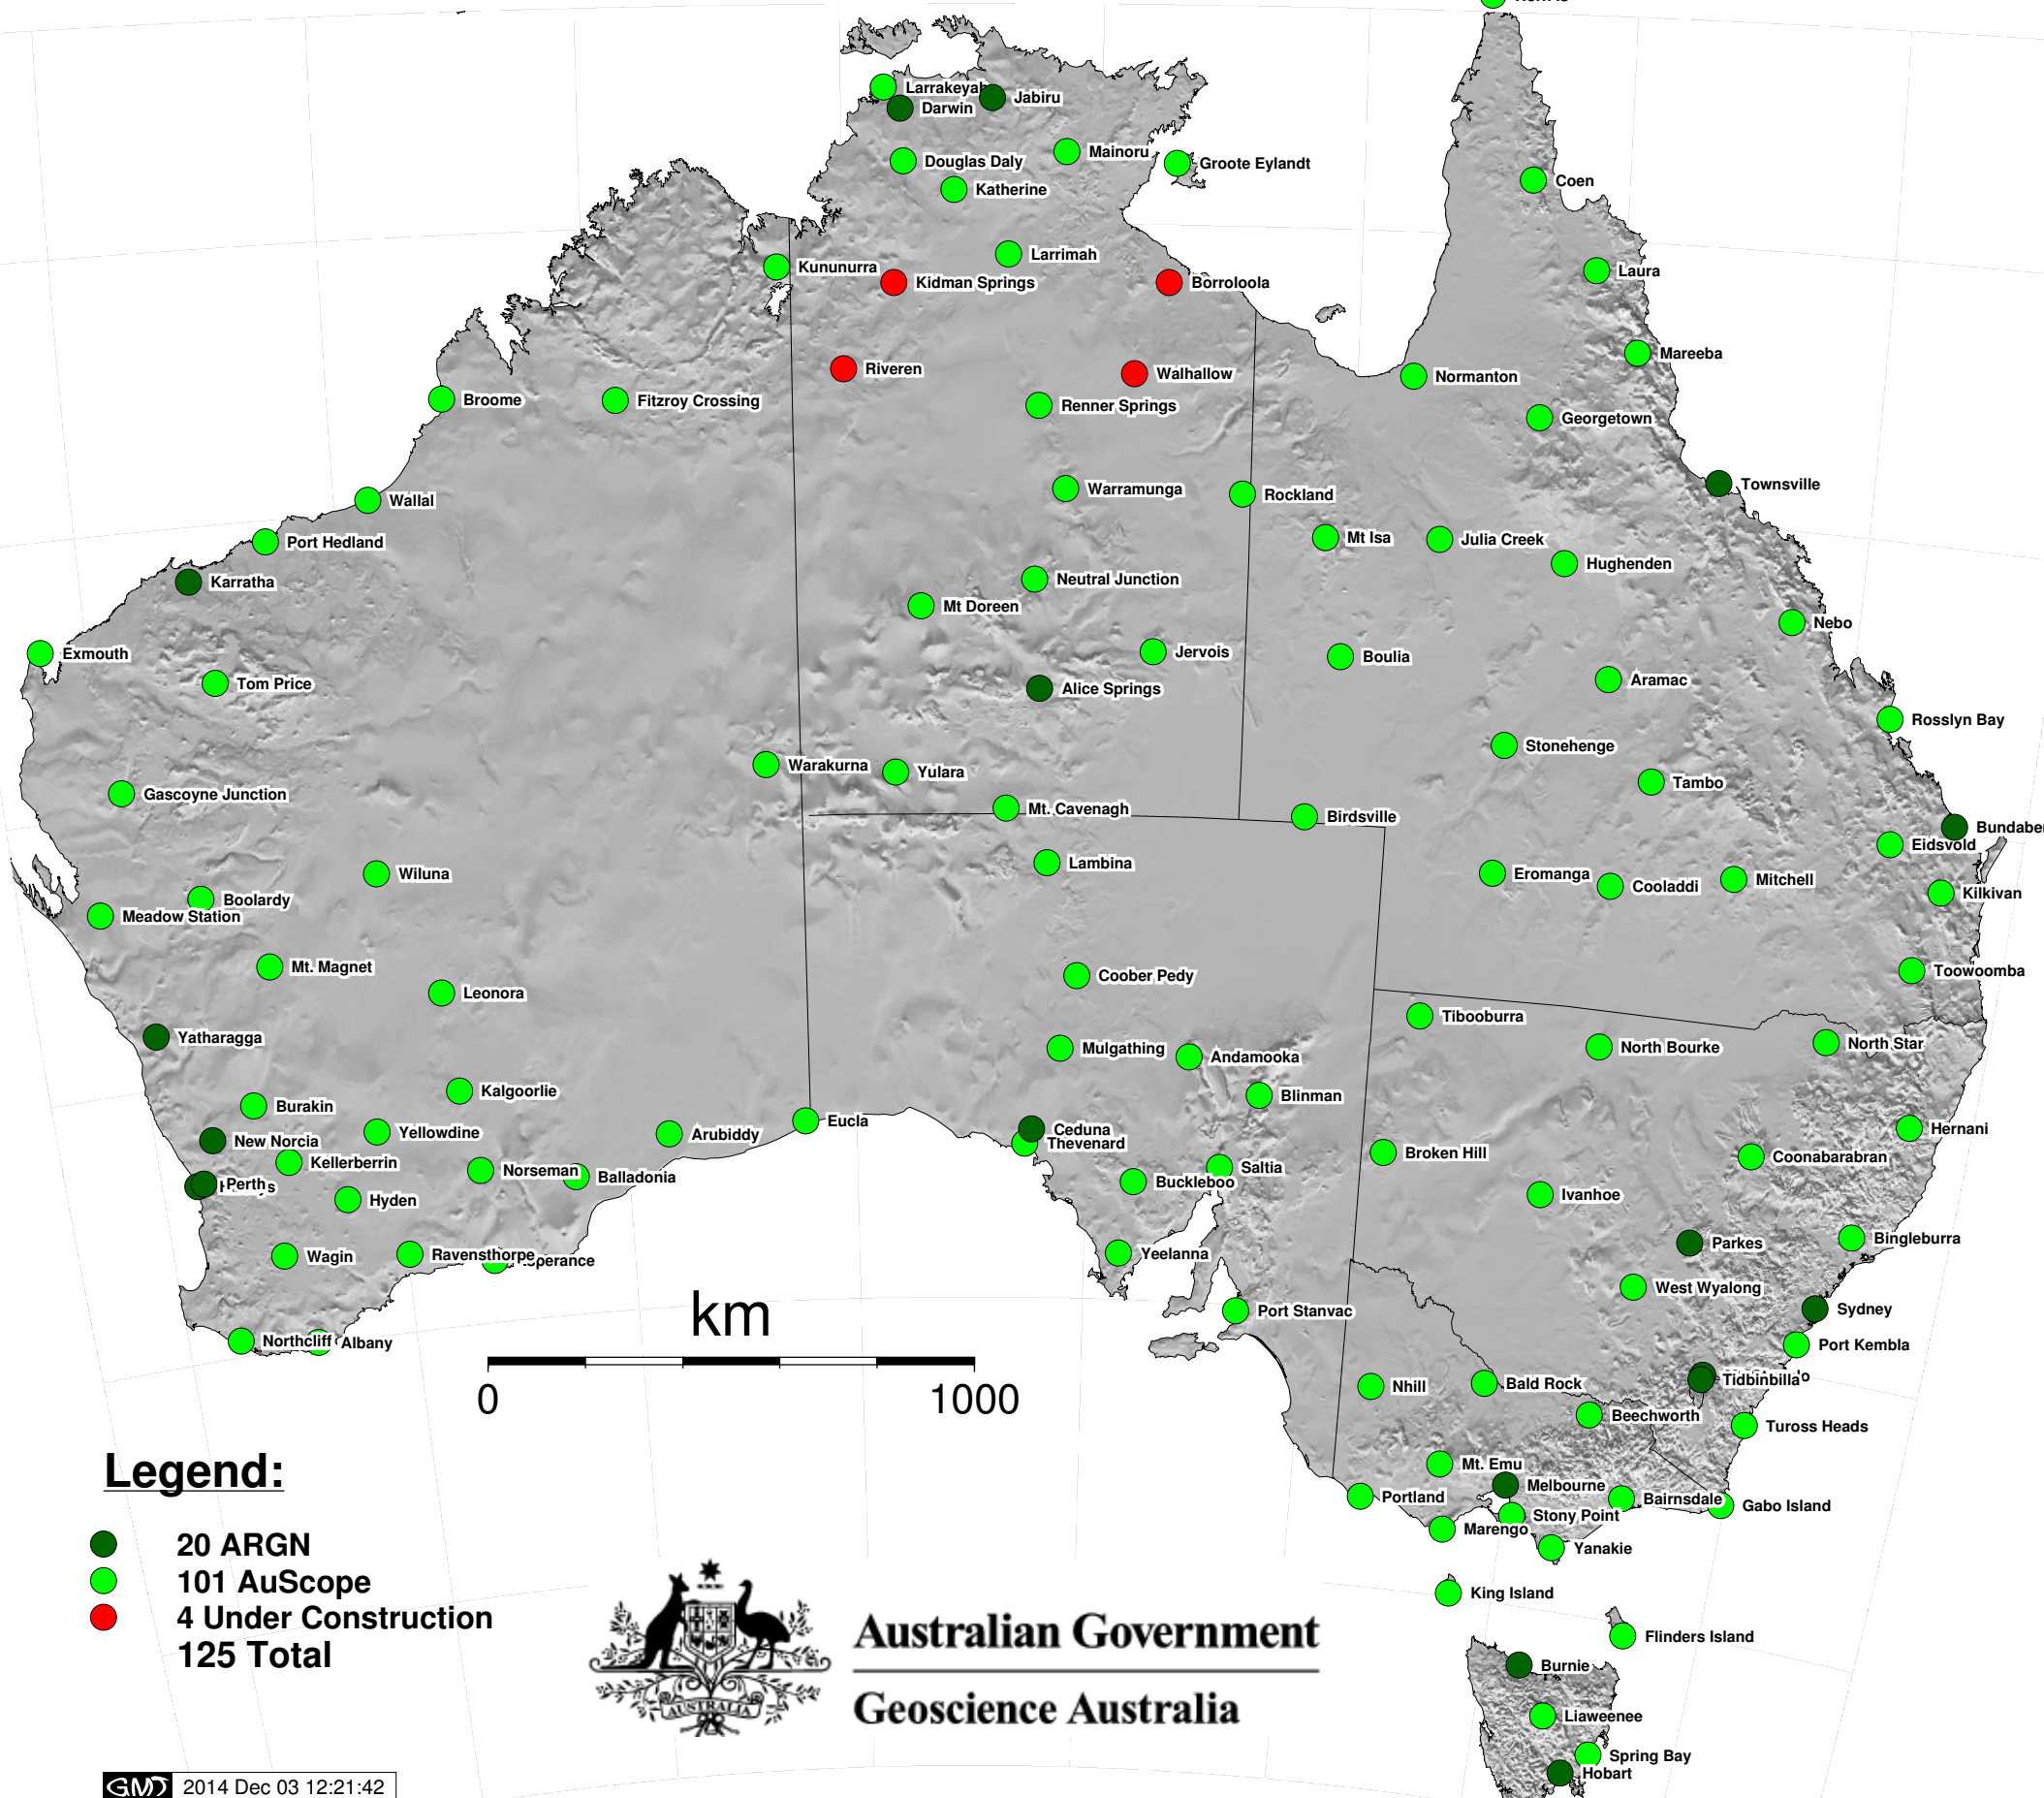 Larrakeyah
Darwin
Jabiru
Mainoru
Douglas Daly
Groote Eylandt
Katherine
Coen
Larrimah
Kununurra
Kidman Springs
Borroloola
Laura
Mareeba
Riveren
Walhallow
Normanton
Broome
Fitzroy Crossing
Renner Springs
Georgetown
Townsville
Warramunga
Rockland
Wallal
Port Hedland
Mt Isa
Julia Creek
Hughenden
Karratha
Neutral Junction
Mt Doreen
Nebo
Exmouth
Jervois
Boulia
Tom Price
Alice Springs
Aramac
Rosslyn Bay
Stonehenge
Warakurna
Yulara
Tambo
Gascoyne Junction
Mt. Cavenagh
Birdsville
Bundaber
Eidsvold
Lambina
Wiluna
Eromanga
Cooladdi
Mitchell
Kilkivan
Boolardy
Meadow Station
Mt. Magnet
Coober Pedy
Toowoomba
Leonora
Tibooburra
Yatharagga
Mulgathing
Andamooka
North Bourke
North Star
Kalgoorlie
Blinman
Burakin
Eucla
Ceduna
Hernani
Yellowdine
Arubiddy
New Norcia
Thevenard
Broken Hill
Coonabarabran
Kellerberrin
Norseman
Balladonia
Saltia
Buckleboo
Perth
Hyden
Ivanhoe
Parkes
Bingleburra
Wagin
Ravensthorpe
Yeelanna
West Wyalong
km
Port Stanvac
Sydney
Northcliff
Albany
Port Kembla
0
1000
Nhill
Bald Rock
Tidbinbilla
Beechworth
Tuross Heads
Legend:
Mt. Emu
Melbourne
Portland
Bairnsdale
Gabo Island
Stony Point
Marengo
20 ARGN
Yanakie
101 AuScope
King Island
4 Under Construction
Australian Government
Flinders Island
125 Total
Burnie
AUSTRALIA
Geoscience Australia
Liaweenee
Spring Bay
Hobart
GMT 2014 Dec 03 12:21:42